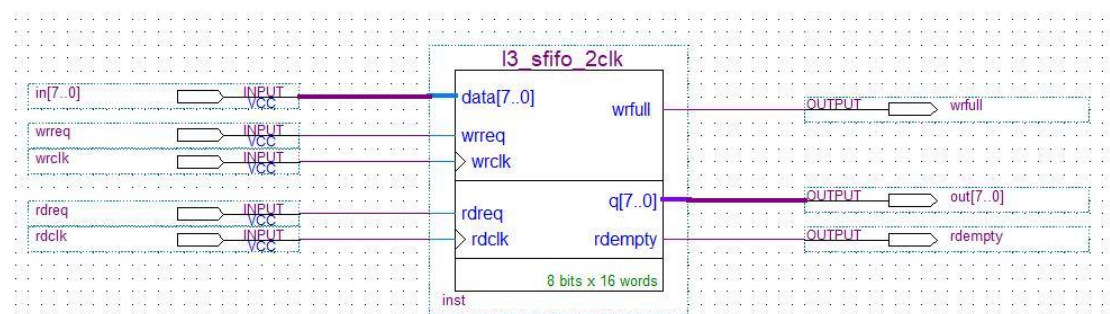 l3_sfifo_2clk
in[7..0] INPUT VCC data[7..0] wrfull OUTPUT wrfull
wrreq INPUT VCC wrreq
wrclk INPUT VCC wrclk
rdreq INPUT VCC rdreq q[7..0] OUTPUT out[7..0]
rdclk INPUT VCC rdclk rdempty OUTPUT rdempty
8 bits x 16 words
inst